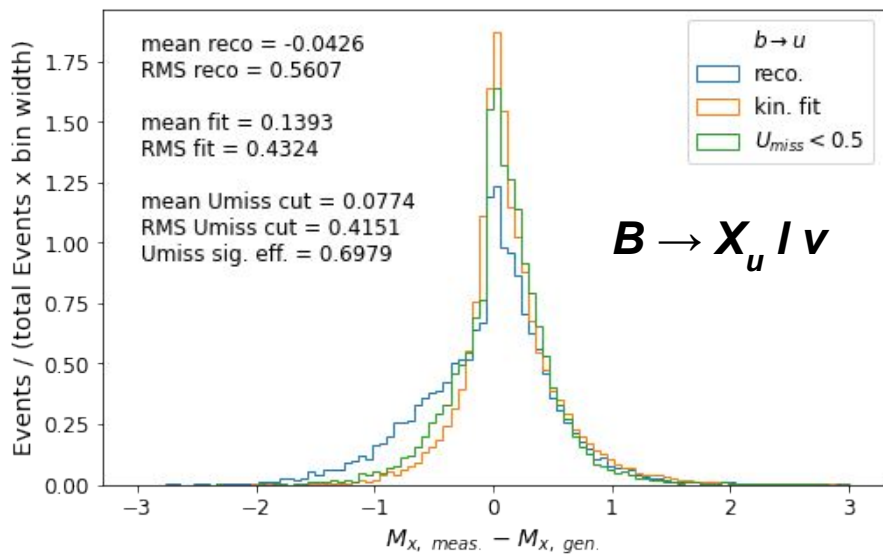 mean reco = -0.0426
RMS reco = 0.5607
mean fit = 0.1393
RMS fit = 0.4324
mean Umiss cut = 0.0774
RMS Umiss cut = 0.4151
Umiss sig. eff. = 0.6979
b→u
reco.
kin. fit
U_miss < 0.5
B → X_u l ν
Events / (total Events x bin width)
1.75
1.50
1.25
1.00
0.75
0.50
0.25
0.00
−3 −2 −1 0 1 2 3
M_x, meas. − M_x, gen.